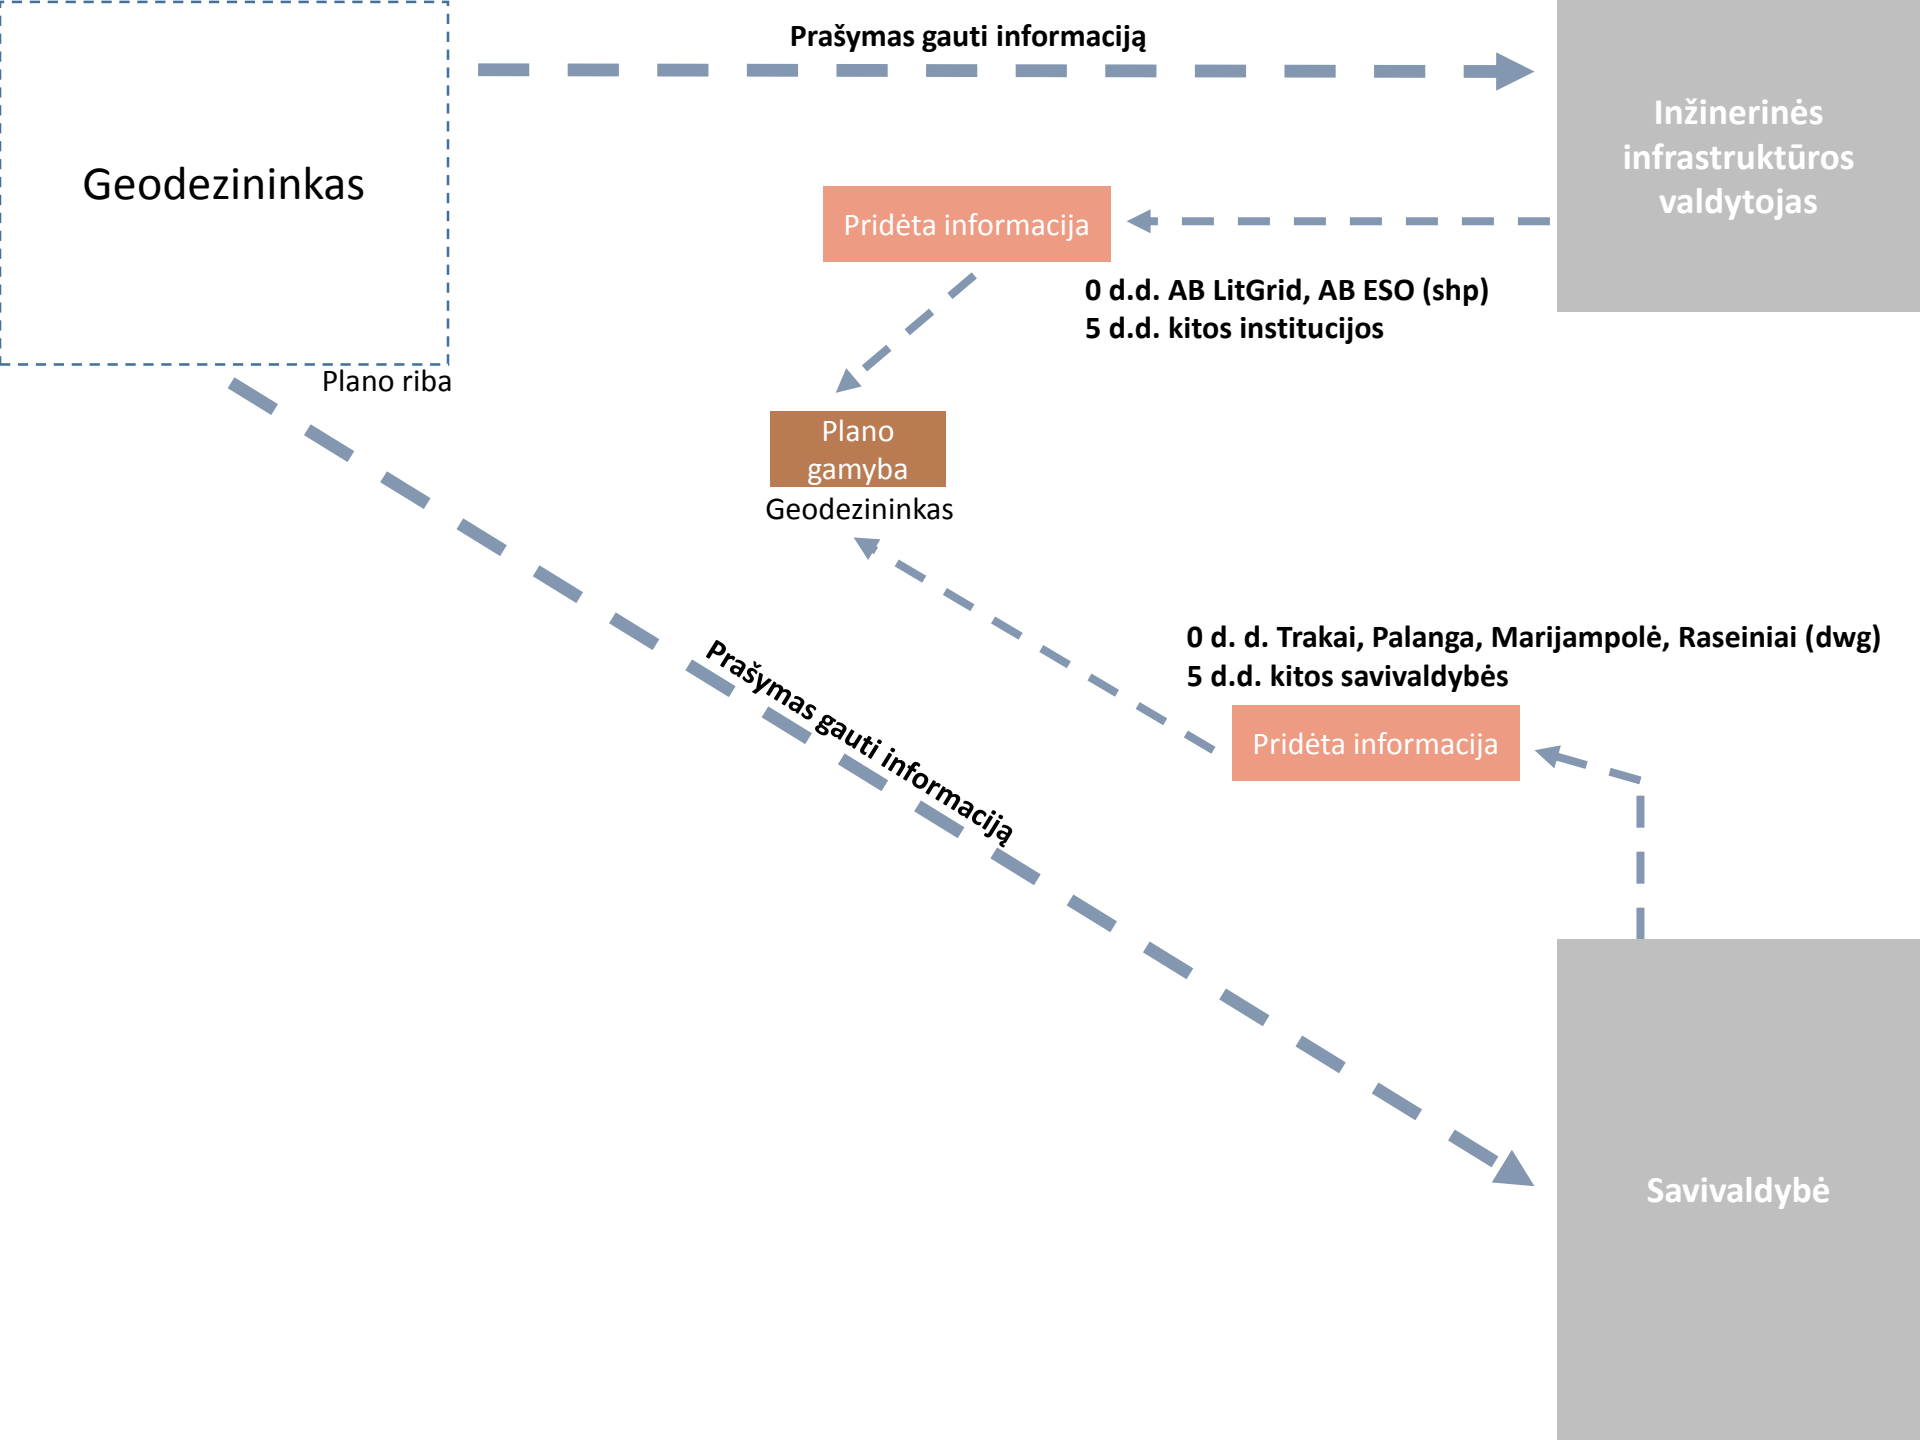 Prašymas gauti informaciją
Geodezininkas
Inžinerinės
infrastruktūros
valdytojas
Pridėta informacija
0 d.d. AB LitGrid, AB ESO (shp)
5 d.d. kitos institucijos
Plano riba
Plano
gamyba
Geodezininkas
0 d. d. Trakai, Palanga, Marijampolė, Raseiniai (dwg)
5 d.d. kitos savivaldybės
Prašymas gauti informaciją
Pridėta informacija
Savivaldybė